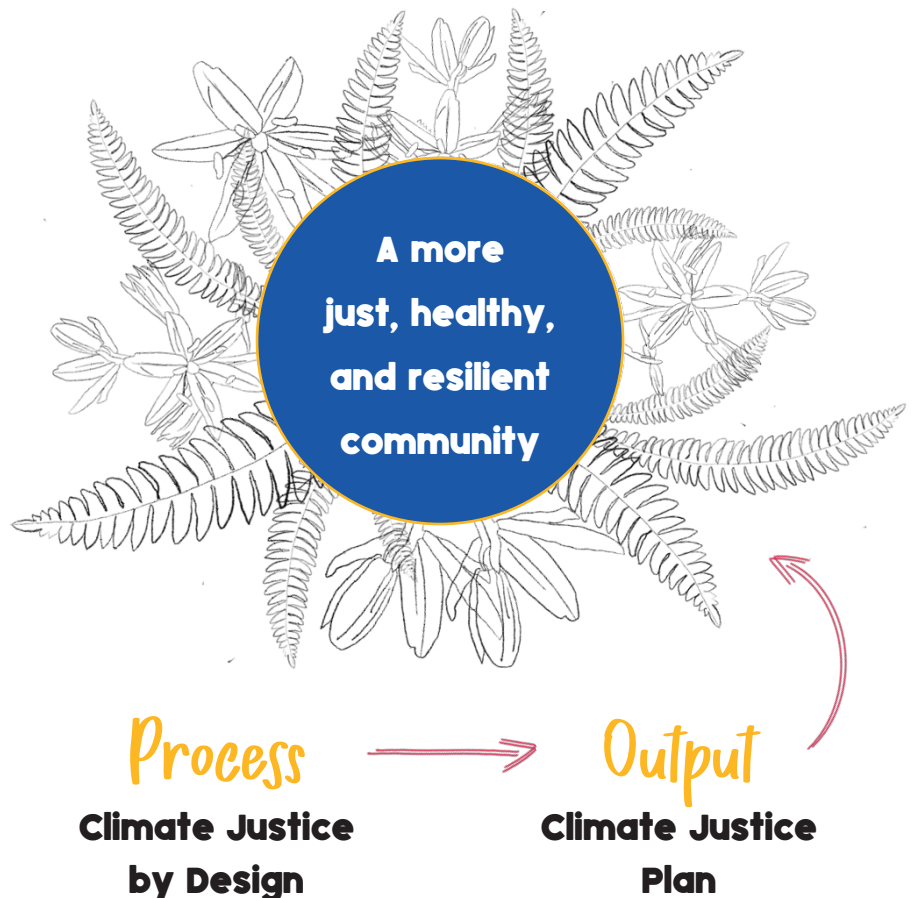 A more
just, healthy,
and resilient
community
Process
Output
Climate Justice
by Design
Climate Justice
Plan